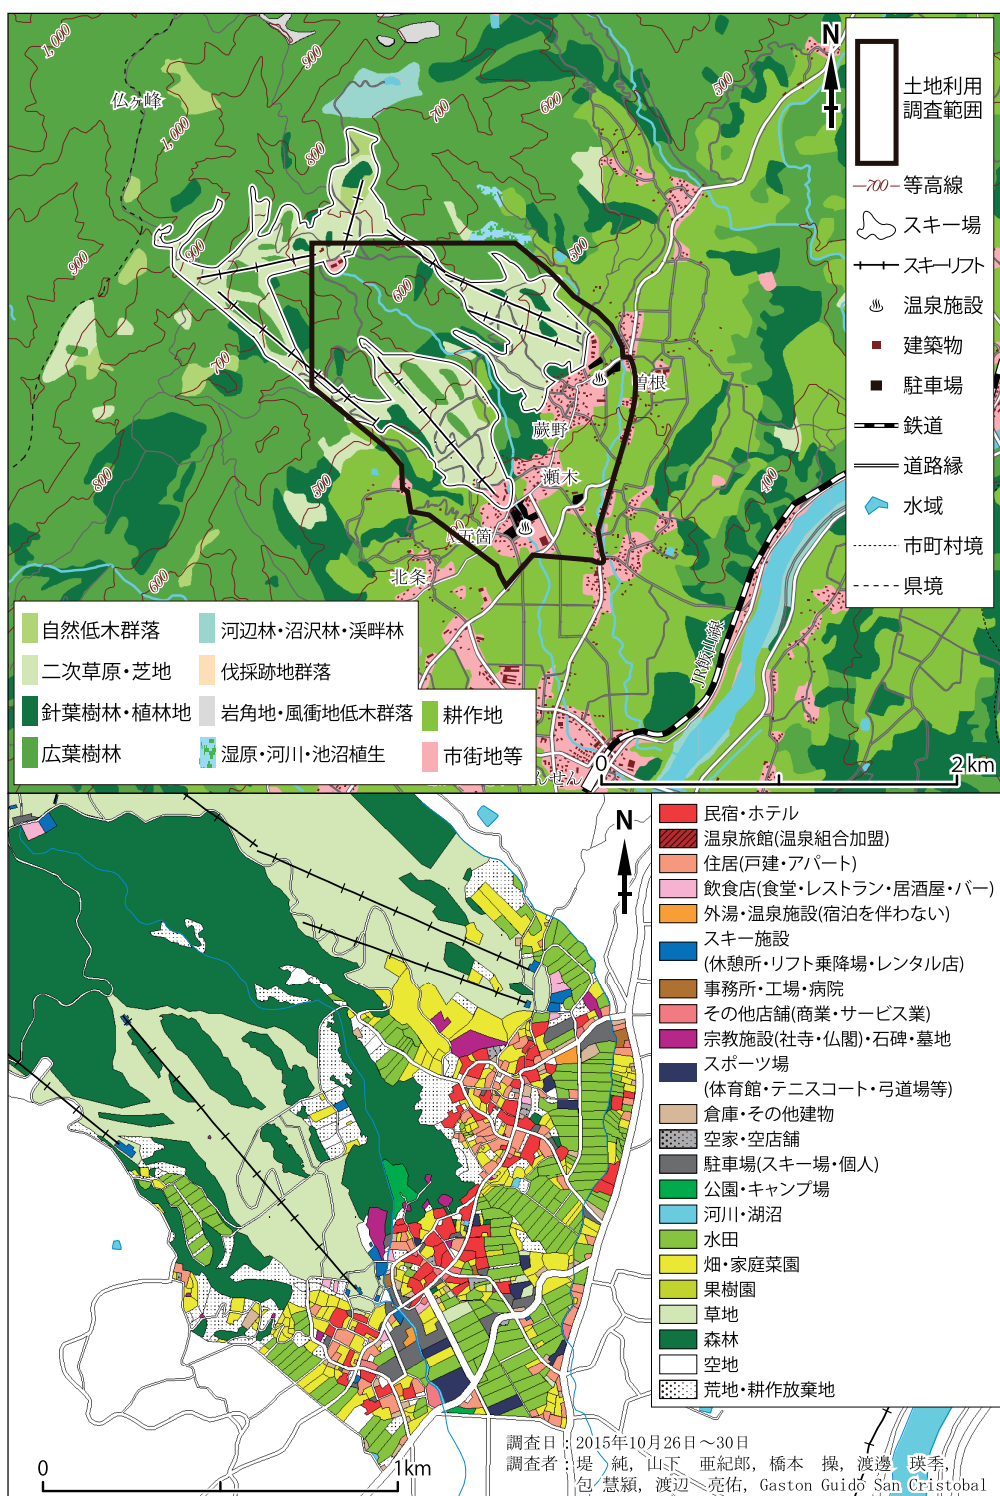 1,000
900
仏ヶ峰
1,000
700
600
500
800
900
900
600
500
700
800
500
400
600
曽根
蕨野
瀬木
五箇
北条
JR飯山線
N
土地利用
調査範囲
700
等高線
スキー場
スキーリフト
温泉施設
建築物
駐車場
鉄道
道路縁
水域
市町村境
県境
自然低木群落
二次草原・芝地
針葉樹林・植林地
広葉樹林
河辺林・沼沢林・渓畔林
伐採跡地群落
岩角地・風衝地低木群落
湿原・河川・池沼植生
耕作地
市街地等
0
2 km
N
民宿・ホテル
温泉旅館(温泉組合加盟)
住居(戸建・アパート)
飲食店(食堂・レストラン・居酒屋・バー)
外湯・温泉施設(宿泊を伴わない)
スキー施設
(休憩所・リフト乗降場・レンタル店)
事務所・工場・病院
その他店舗(商業・サービス業)
宗教施設(社寺・仏閣)・石碑・墓地
スポーツ場
(体育館・テニスコート・弓道場等)
倉庫・その他建物
空家・空店舗
駐車場(スキー場・個人)
公園・キャンプ場
河川・湖沼
水田
畑・家庭菜園
果樹園
草地
森林
空地
荒地・耕作放棄地
0
1km
調査日：2015年10月26日～30日
調査者：堤　純, 山下　亜紀郎, 橋本　操, 渡邊　瑛季,
包 慧穎, 渡辺　亮佑, Gaston Guido San Cristobal